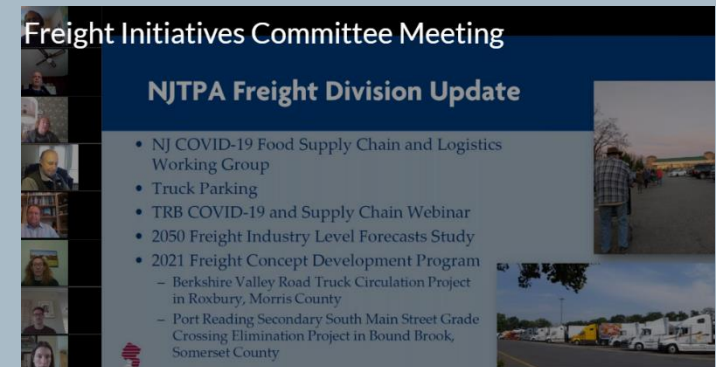 Freight Initiatives Committee Meeting
NJTPA Freight Division Update
• NJ COVID-19 Food Supply Chain and Logistics
Working Group
• Truck Parking
• TRB COVID-19 and Supply Chain Webinar
• 2050 Freight Industry Level Forecasts Study
• 2021 Freight Concept Development Program
– Berkshire Valley Road Truck Circulation Project
in Roxbury, Morris County
– Port Reading Secondary South Main Street Grade
Crossing Elimination Project in Bound Brook,
Somerset County